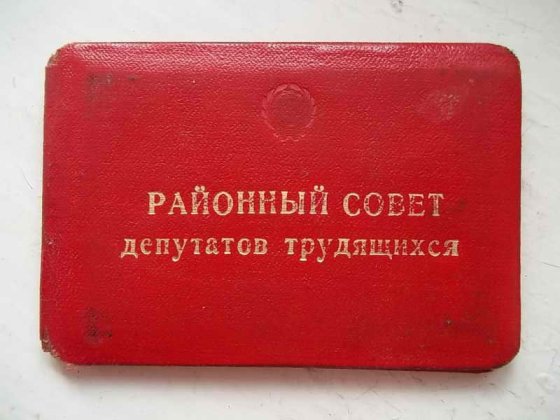 РАЙОННЫЙ СОВЕТ
депутатов трудящихся